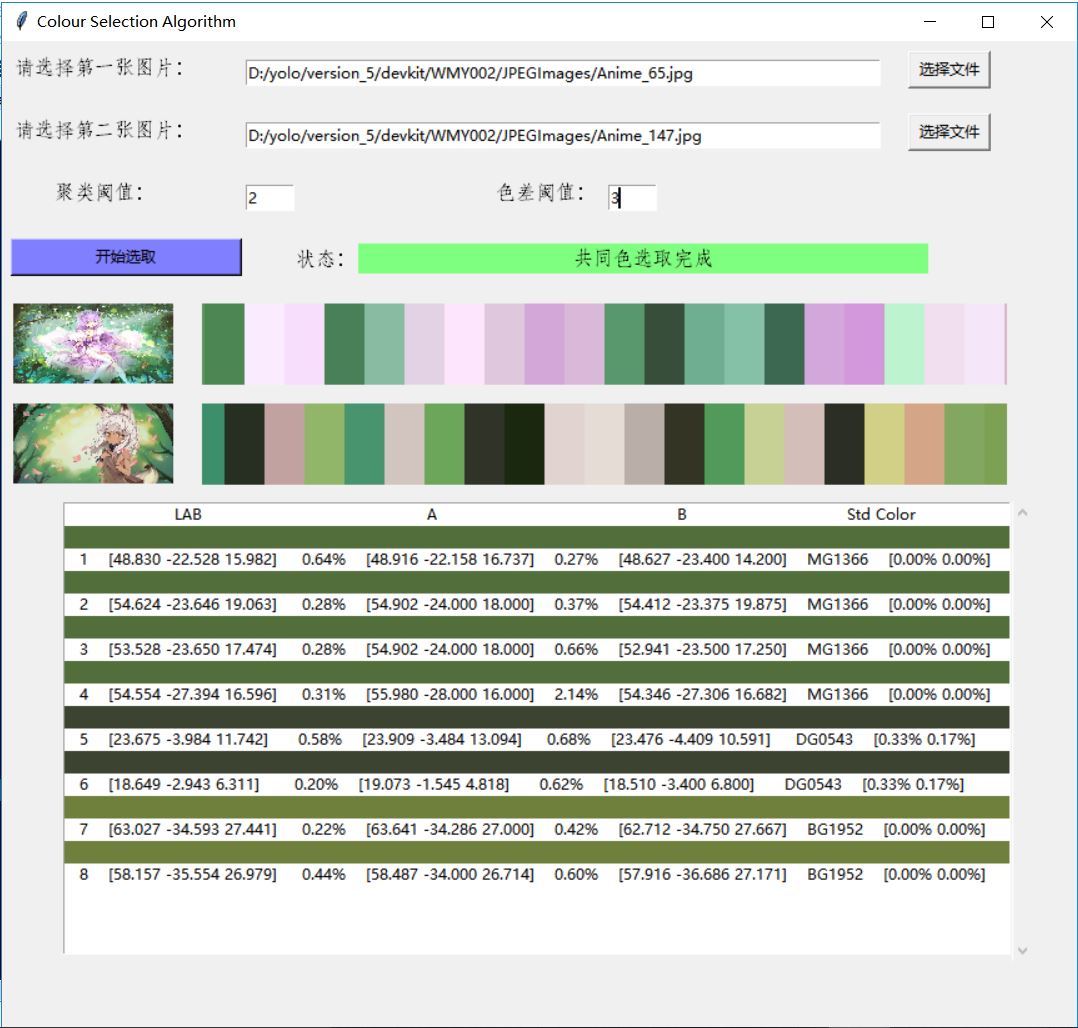 Colour Selection Algorithm
请选择第一张图片： D:/yolo/version_5/devkit/WMY002/JPEGImages/Anime_65.jpg 选择文件
请选择第二张图片： D:/yolo/version_5/devkit/WMY002/JPEGImages/Anime_147.jpg 选择文件
聚类阈值： 2 色差阈值： 3
开始选取 状态： 共同色选取完成
LAB A B Std Color
1 [48.830 -22.528 15.982] 0.64% [48.916 -22.158 16.737] 0.27% [48.627 -23.400 14.200] MG1366 [0.00% 0.00%]
2 [54.624 -23.646 19.063] 0.28% [54.902 -24.000 18.000] 0.37% [54.412 -23.375 19.875] MG1366 [0.00% 0.00%]
3 [53.528 -23.650 17.474] 0.28% [54.902 -24.000 18.000] 0.66% [52.941 -23.500 17.250] MG1366 [0.00% 0.00%]
4 [54.554 -27.394 16.596] 0.31% [55.980 -28.000 16.000] 2.14% [54.346 -27.306 16.682] MG1366 [0.00% 0.00%]
5 [23.675 -3.984 11.742] 0.58% [23.909 -3.484 13.094] 0.68% [23.476 -4.409 10.591] DG0543 [0.33% 0.17%]
6 [18.649 -2.943 6.311] 0.20% [19.073 -1.545 4.818] 0.62% [18.510 -3.400 6.800] DG0543 [0.33% 0.17%]
7 [63.027 -34.593 27.441] 0.22% [63.641 -34.286 27.000] 0.42% [62.712 -34.750 27.667] BG1952 [0.00% 0.00%]
8 [58.157 -35.554 26.979] 0.44% [58.487 -34.000 26.714] 0.60% [57.916 -36.686 27.171] BG1952 [0.00% 0.00%]